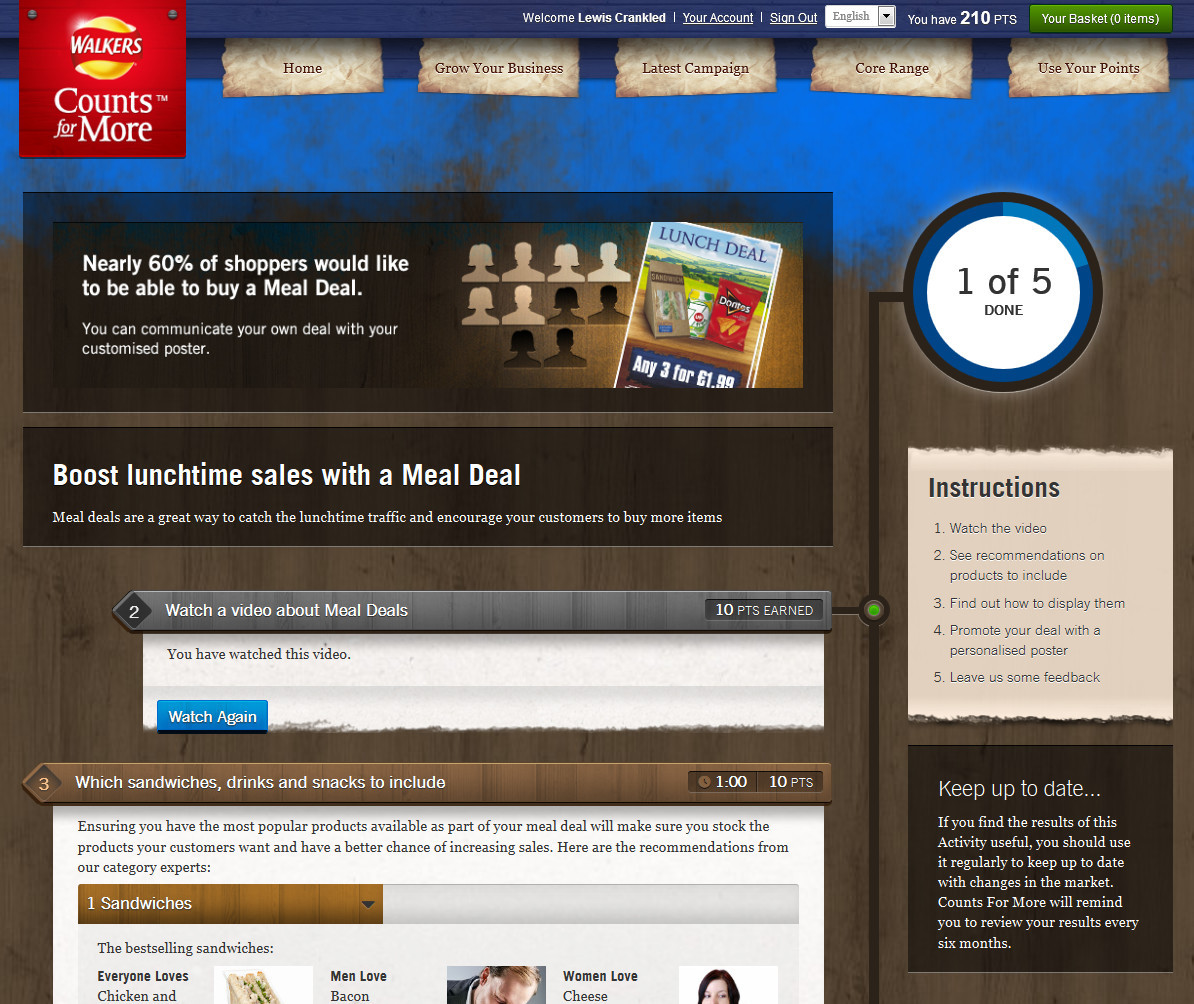 Welcome Lewis Crankled | Your Account | Sign Out English You have 210 PTS Your Basket (0 items)
WALKERS
Counts™
for More
Home Grow Your Business Latest Campaign Core Range Use Your Points
Nearly 60% of shoppers would like
to be able to buy a Meal Deal.
You can communicate your own deal with your
customised poster.
LUNCH DEAL
SANDWICH
Doritos
Any 3 for £1.99
1 of 5
DONE
Boost lunchtime sales with a Meal Deal
Meal deals are a great way to catch the lunchtime traffic and encourage your customers to buy more items
Instructions
1. Watch the video
2. See recommendations on
products to include
3. Find out how to display them
4. Promote your deal with a
personalised poster
5. Leave us some feedback
2 Watch a video about Meal Deals 10 PTS EARNED
You have watched this video.
Watch Again
3 Which sandwiches, drinks and snacks to include 1:00 10 PTS
Ensuring you have the most popular products available as part of your meal deal will make sure you stock the
products your customers want and have a better chance of increasing sales. Here are the recommendations from
our category experts:
1 Sandwiches
The bestselling sandwiches:
Everyone Loves Men Love Women Love
Chicken and Bacon Cheese
Keep up to date...
If you find the results of this
Activity useful, you should use
it regularly to keep up to date
with changes in the market.
Counts For More will remind
you to review your results every
six months.